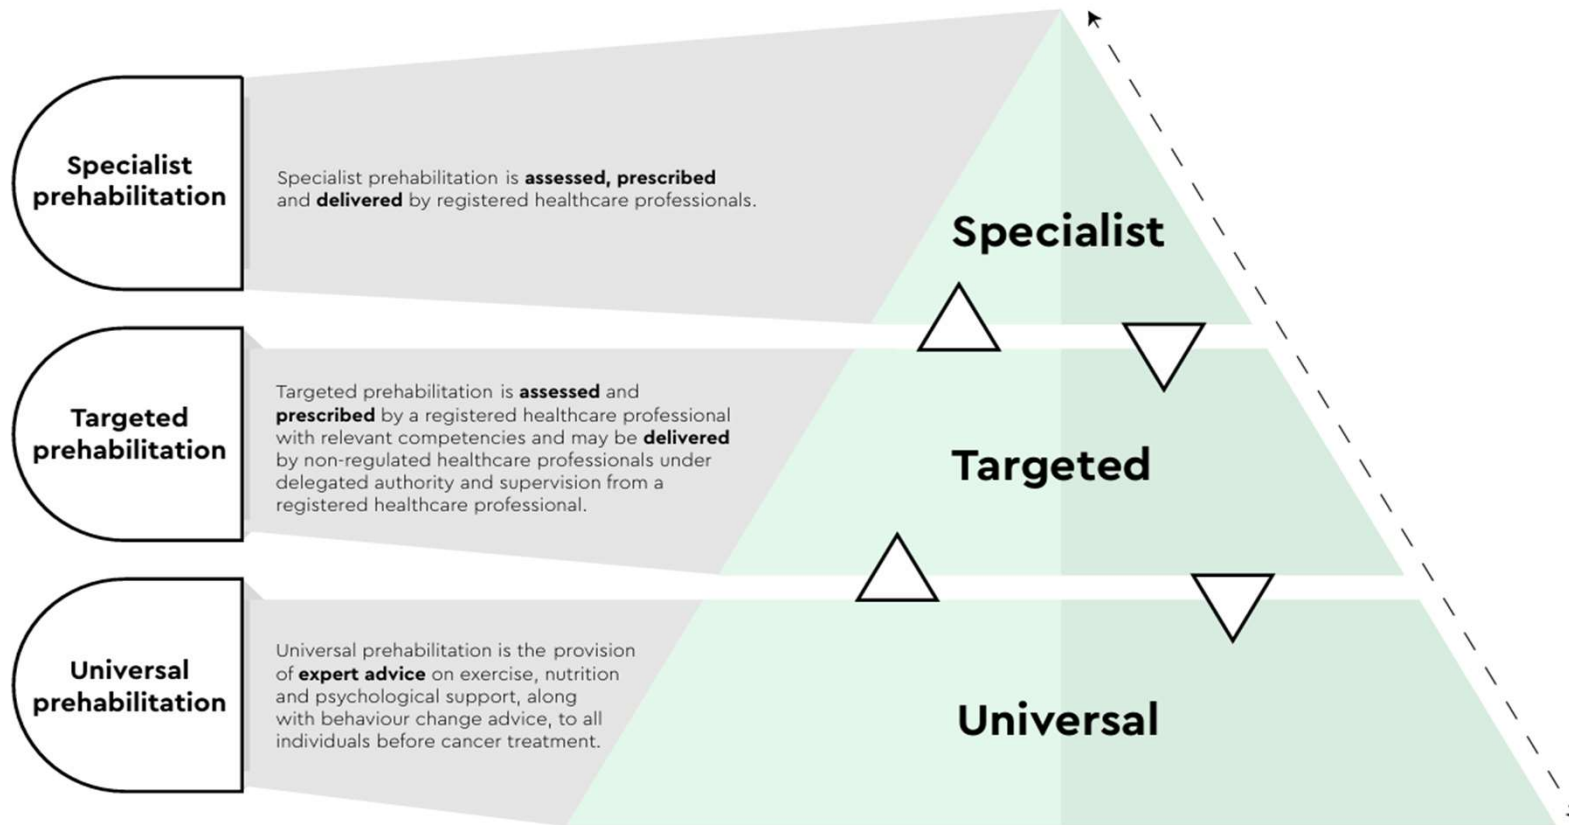 Specialist
prehabilitation
Specialist prehabilitation is assessed, prescribed
and delivered by registered healthcare professionals.
Specialist
Targeted
prehabilitation
Targeted prehabilitation is assessed and
prescribed by a registered healthcare professional
with relevant competencies and may be delivered
by non-regulated healthcare professionals under
delegated authority and supervision from a
registered healthcare professional.
Targeted
Universal
prehabilitation
Universal prehabilitation is the provision
of expert advice on exercise, nutrition
and psychological support, along
with behaviour change advice, to all
individuals before cancer treatment.
Universal